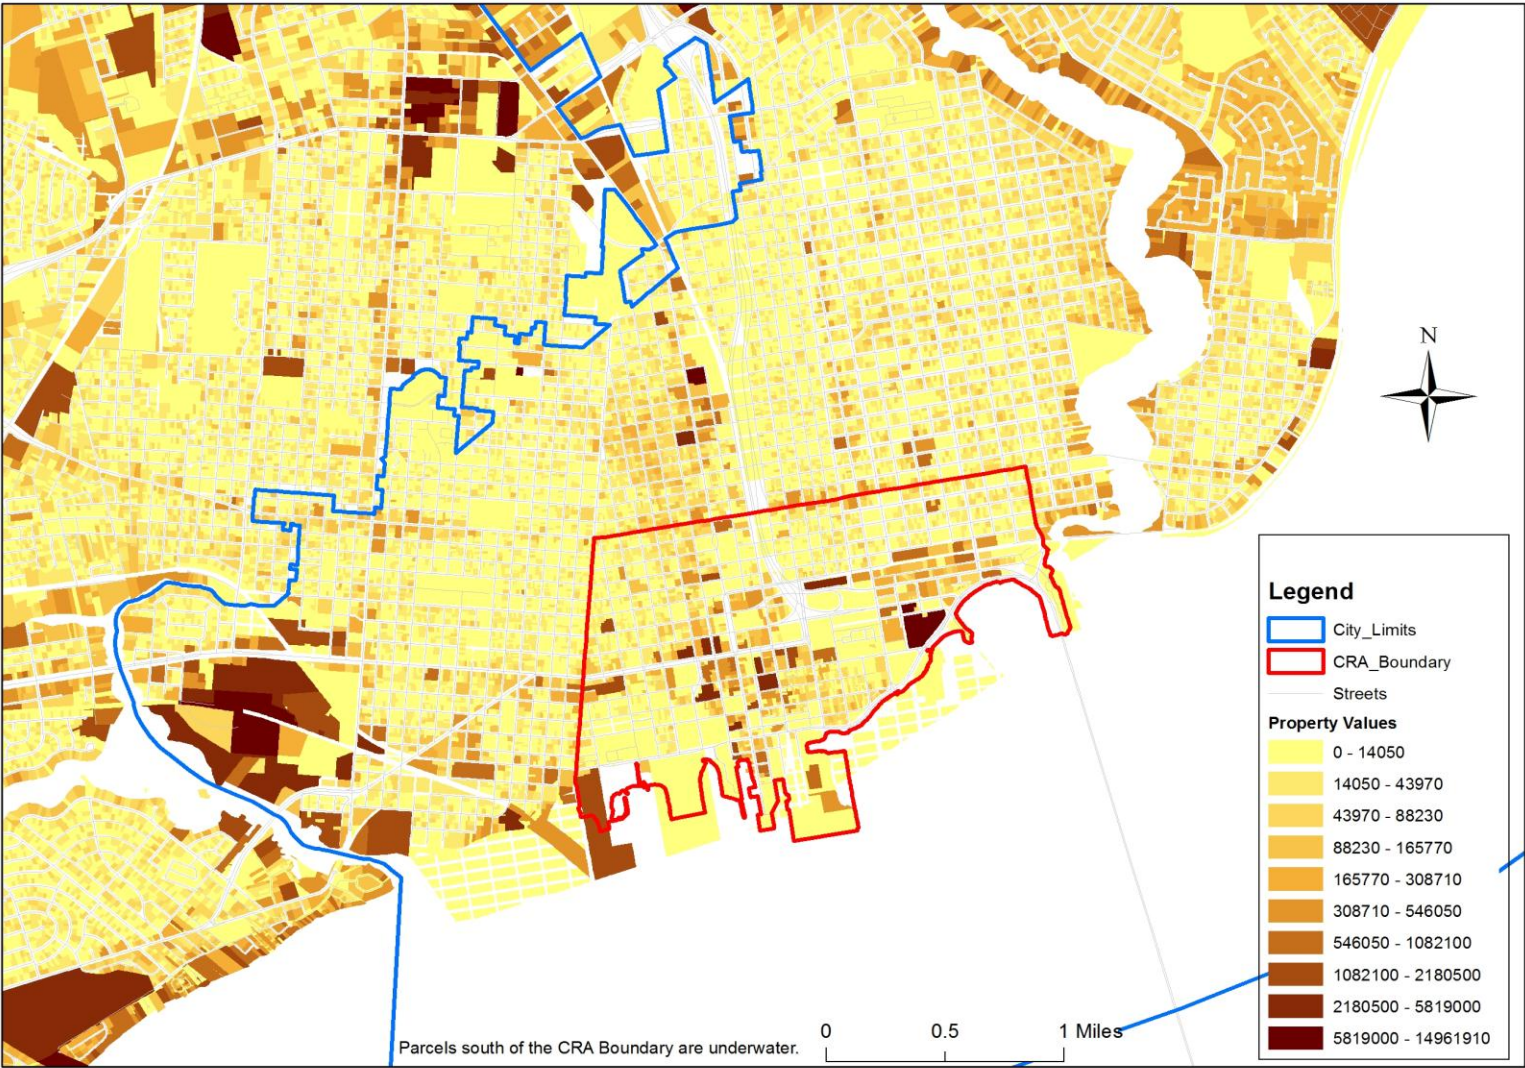 N
Legend
City_Limits
CRA_Boundary
Streets
Property Values
0 - 14050
14050 - 43970
43970 - 88230
88230 - 165770
165770 - 308710
308710 - 546050
546050 - 1082100
1082100 - 2180500
2180500 - 5819000
5819000 - 14961910
0 0.5 1 Miles
Parcels south of the CRA Boundary are underwater.